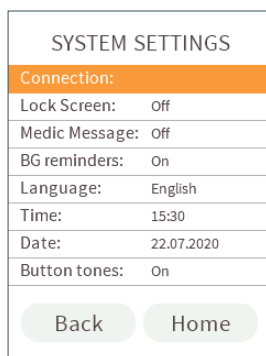 SYSTEM SETTINGS
Connection:
Lock Screen: Off
Medic Message: Off
BG reminders: On
Language: English
Time: 15:30
Date: 22.07.2020
Button tones: On
Back Home